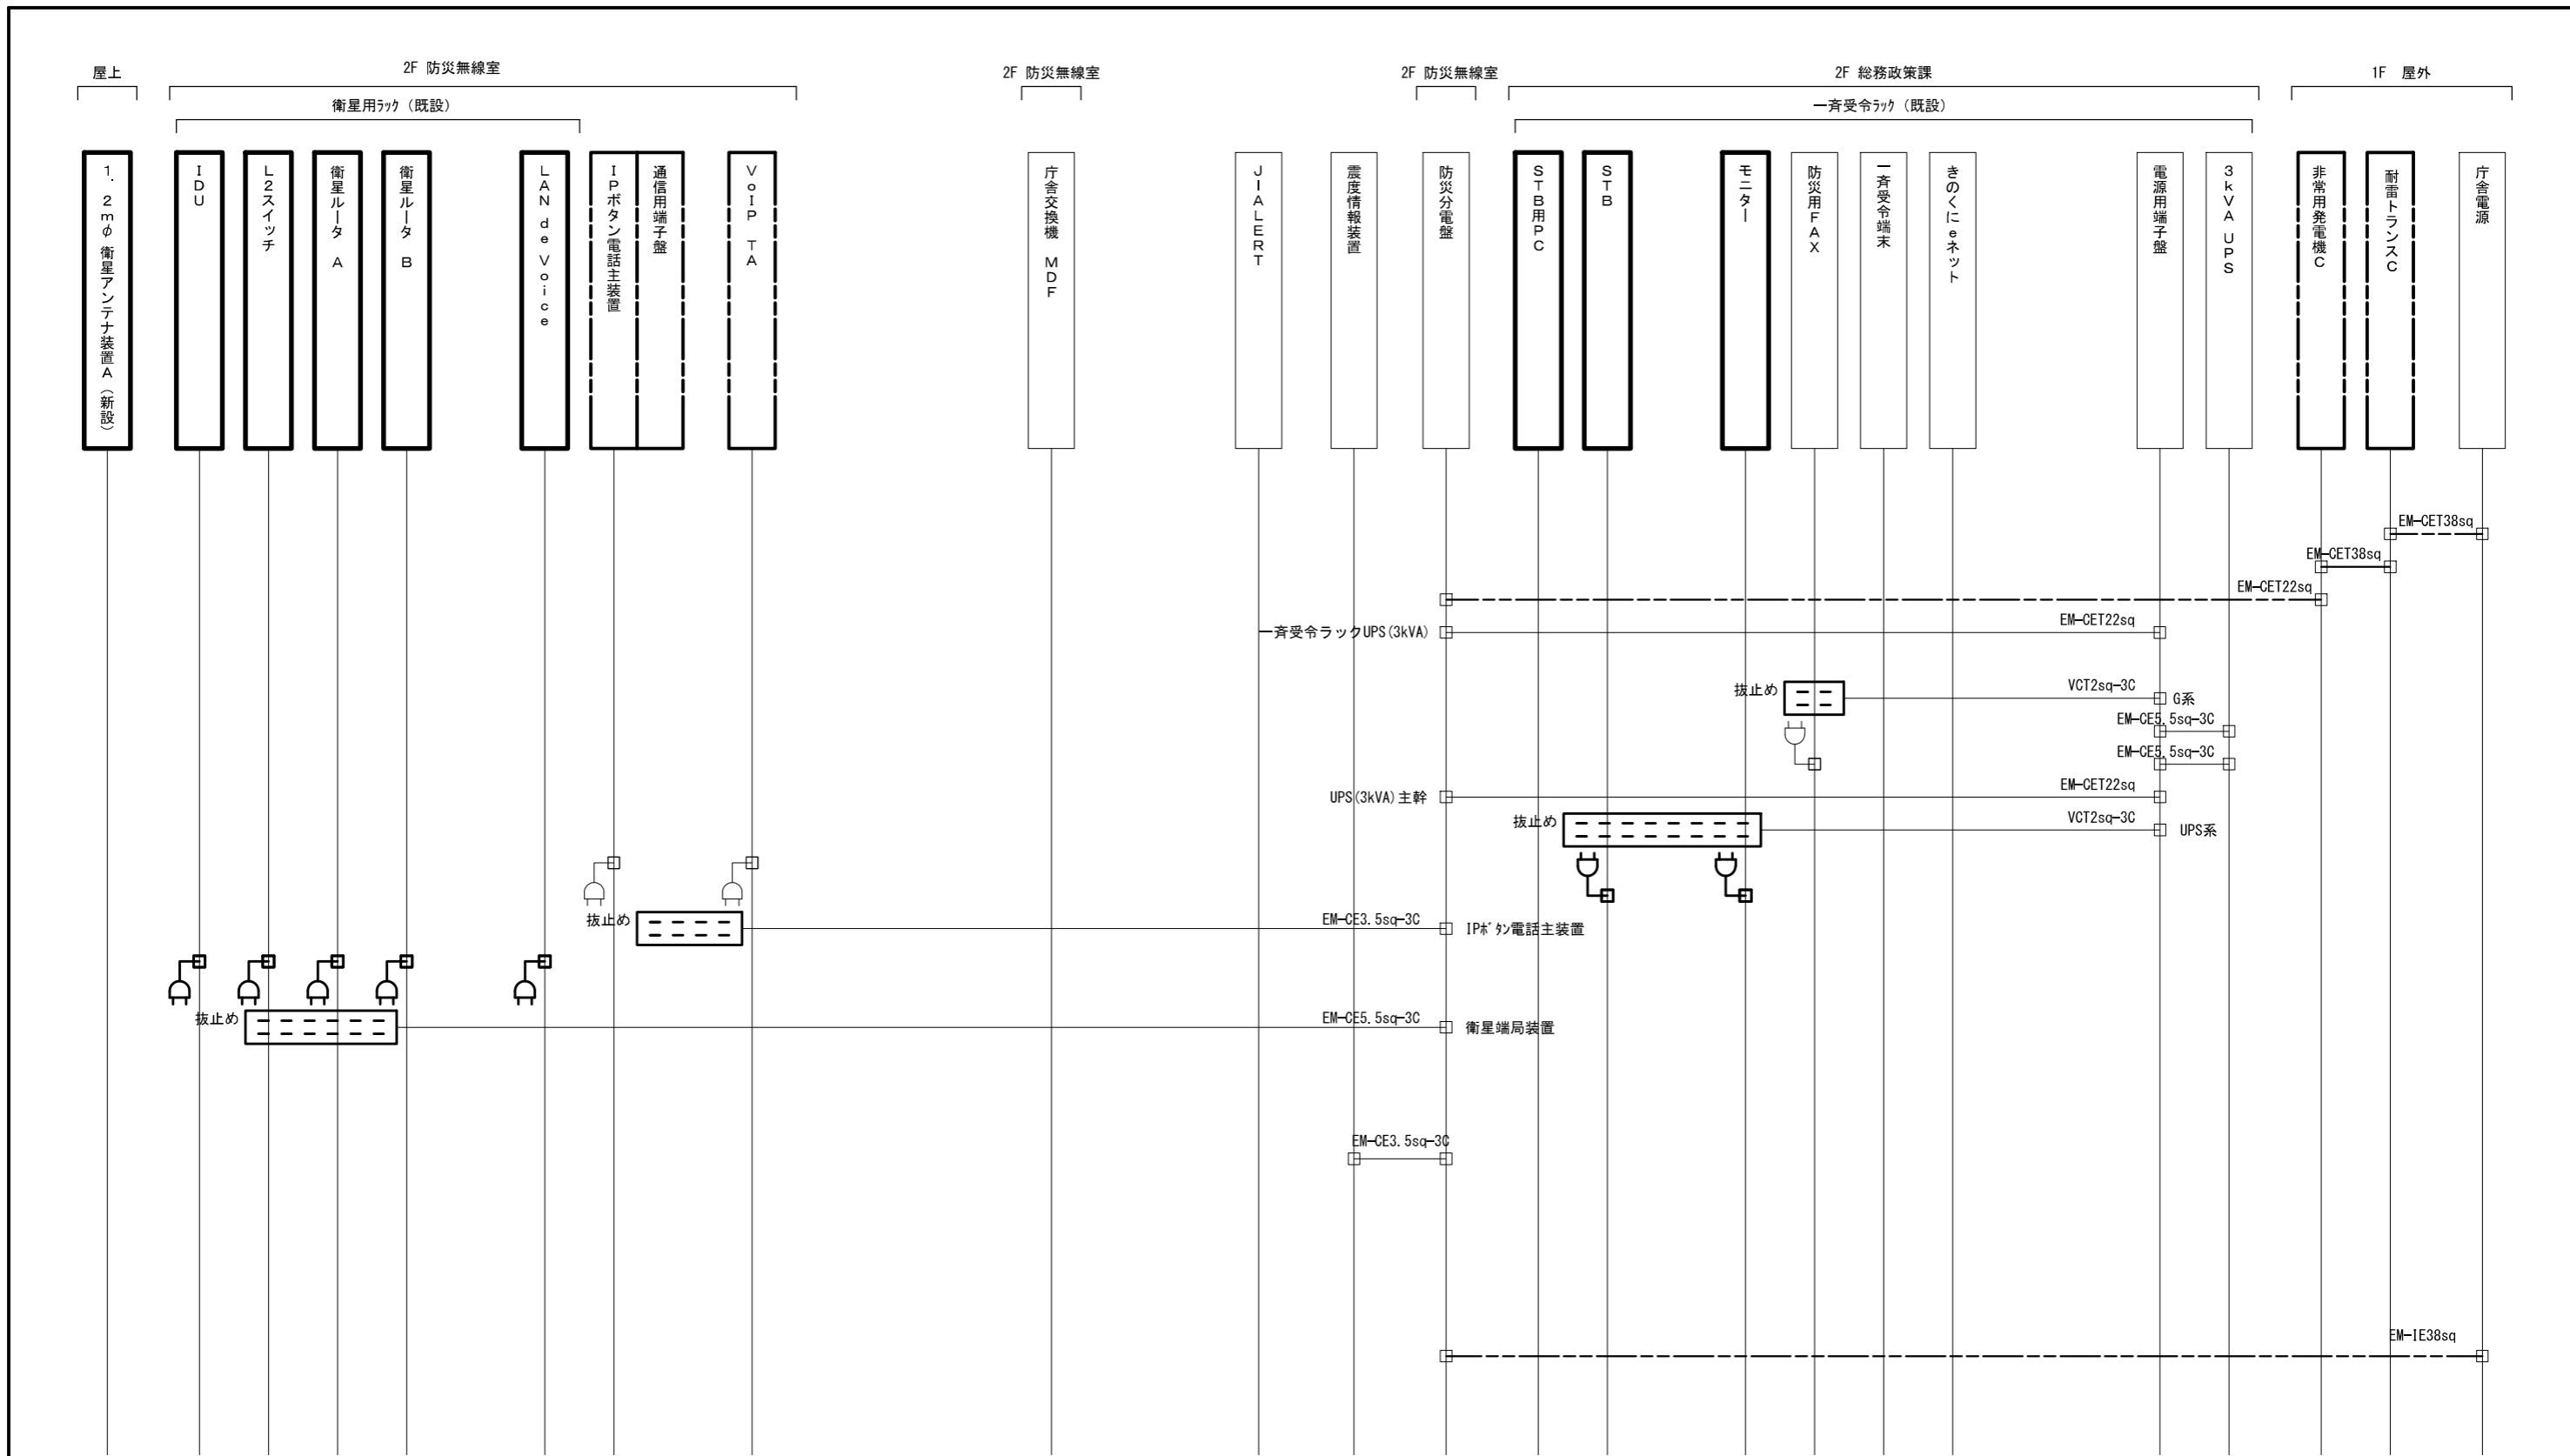 屋上
2F 防災無線室
2F 防災無線室
2F 防災無線室
2F 総務政策課
1F 屋外
衛星用ﾗｯｸ（既設）
一斉受令ﾗｯｸ（既設）
１．２ｍφ 衛星アンテナ装置Ａ（新設）
ＩＤＵ
Ｌ２スイッチ
衛星ルータ Ａ
衛星ルータ Ｂ
ＬＡＮ ｄｅ Ｖｏｉｃｅ
ＩＰボタン電話主装置
通信用端子盤
ＶｏＩＰ ＴＡ
庁舎交換機 ＭＤＦ
ＪＩＡＬＥＲＴ
震度情報装置
防災分電盤
ＳＴＢ用ＰＣ
ＳＴＢ
モニター
防災用ＦＡＸ
一斉受令端末
きのくにｅネット
電源用端子盤
３ｋＶＡ ＵＰＳ
非常用発電機Ｃ
耐雷トランスＣ
庁舎電源
EM-CET38sq
EM-CET38sq
EM-CET22sq
一斉受令ラックUPS(3kVA)
EM-CET22sq
抜止め
VCT2sq-3C
G系
EM-CE5.5sq-3C
EM-CE5.5sq-3C
UPS(3kVA)主幹
EM-CET22sq
抜止め
VCT2sq-3C
UPS系
抜止め
EM-CE3.5sq-3C
IPﾎﾞﾀﾝ電話主装置
抜止め
EM-CE5.5sq-3C
衛星端局装置
EM-CE3.5sq-3C
EM-IE38sq